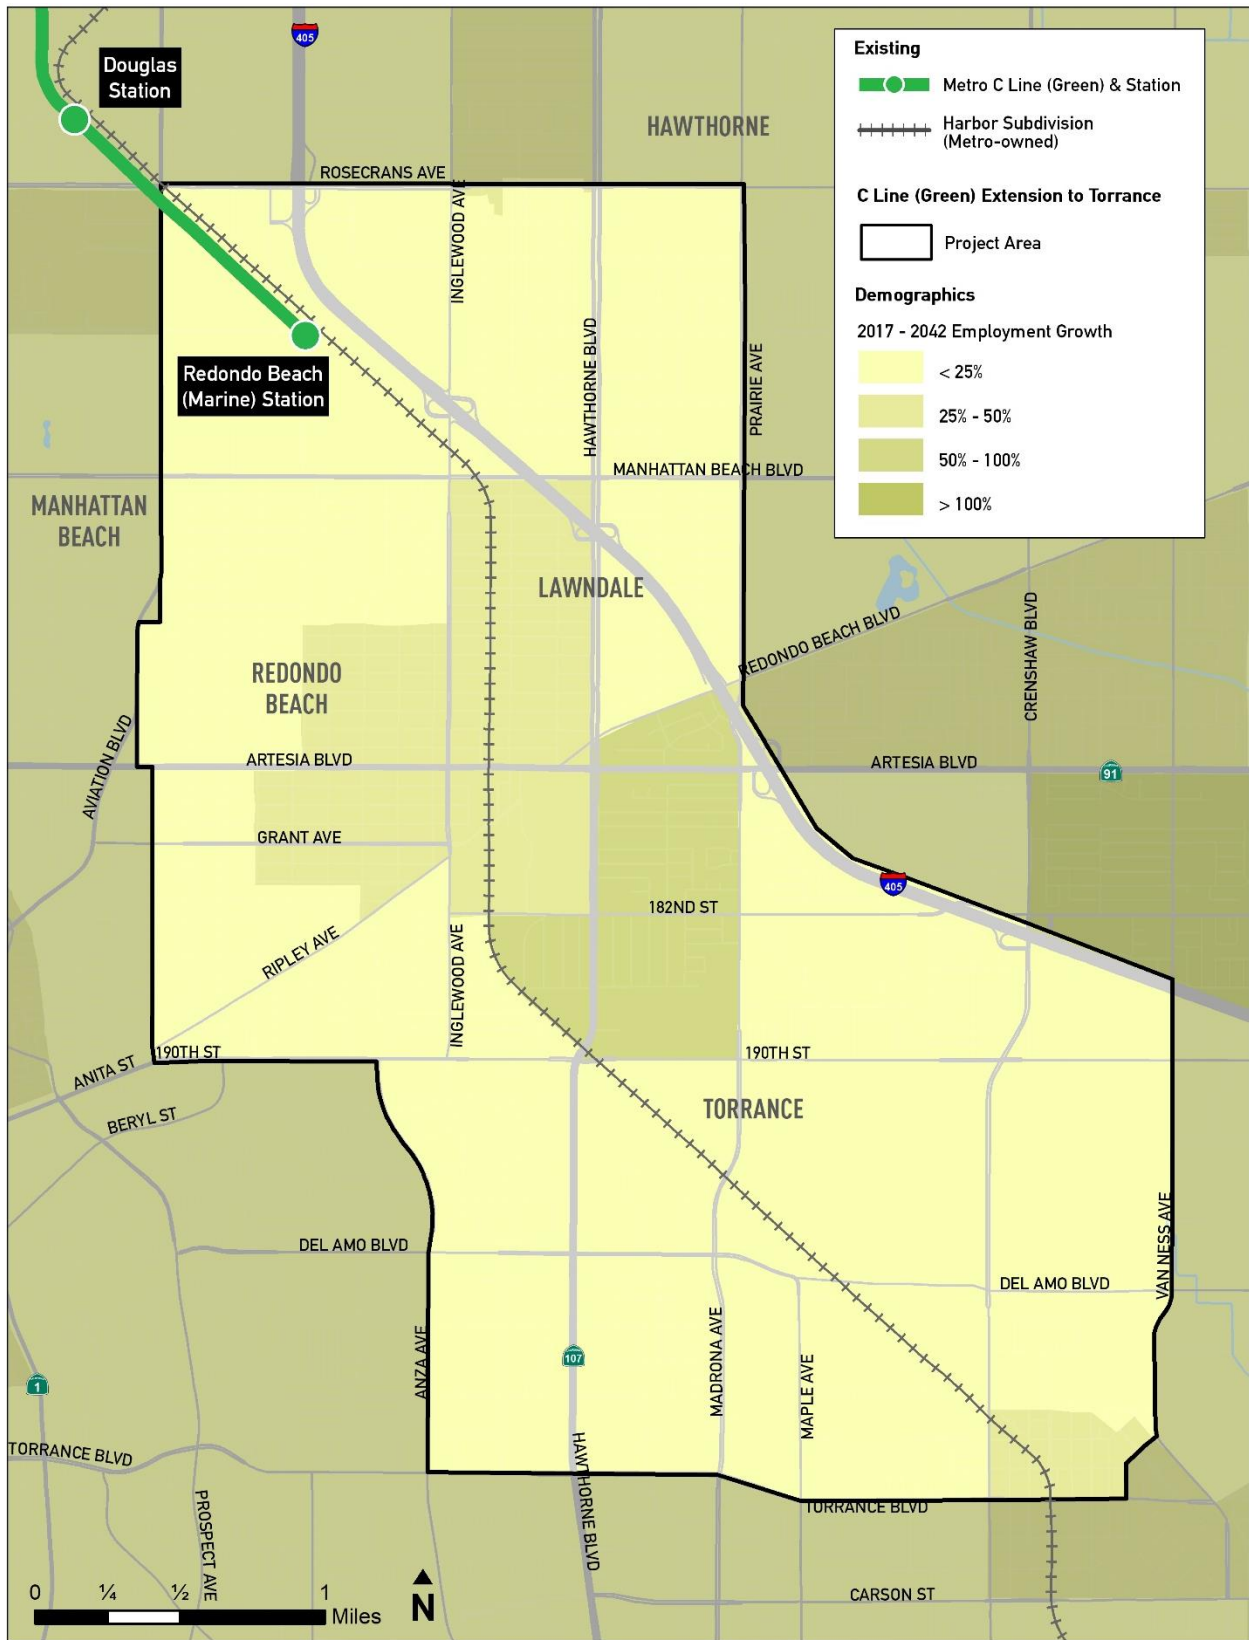 405
Douglas
Station
HAWTHORNE
ROSECRANS AVE
INGLEWOOD AVE
Redondo Beach
(Marine) Station
HAWTHORNE BLVD
PRAIRIE AVE
MANHATTAN BEACH BLVD
MANHATTAN
BEACH
LAWNDALE
REDONDO BEACH BLVD
CRENSHAW BLVD
REDONDO
BEACH
AVIATION BLVD
ARTESIA BLVD
ARTESIA BLVD
91
GRANT AVE
405
182ND ST
RIPLEY AVE
INGLEWOOD AVE
190TH ST
190TH ST
ANITA ST
BERYL ST
TORRANCE
DEL AMO BLVD
DEL AMO BLVD
VAN NESS AVE
ANZA AVE
107
MADRONA AVE
MAPLE AVE
1
TORRANCE BLVD
HAWTHORNE BLVD
PROSPECT AVE
TORRANCE BLVD
CARSON ST
0 ¼ ½ 1
Miles
N
Existing
Metro C Line (Green) & Station
Harbor Subdivision
(Metro-owned)
C Line (Green) Extension to Torrance
Project Area
Demographics
2017 - 2042 Employment Growth
< 25%
25% - 50%
50% - 100%
> 100%